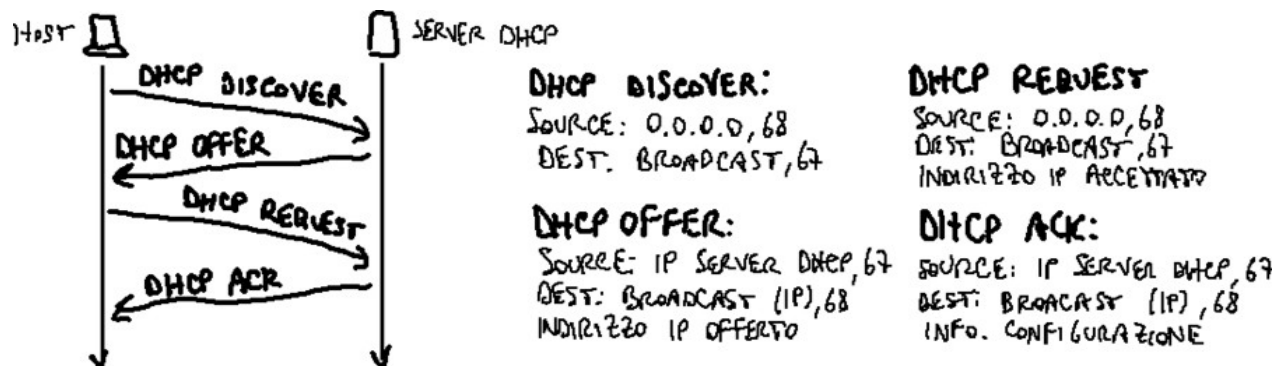 HOST
SERVER DHCP
DHCP DISCOVER
DHCP OFFER
DHCP REQUEST
DHCP ACK
DHCP DISCOVER:
SOURCE: 0.0.0.0,68
DEST: BROADCAST,67
DHCP OFFER:
SOURCE: IP SERVER DHCP,67
DEST: BROADCAST (IP),68
INDIRIZZO IP OFFERTO
DHCP REQUEST
SOURCE: 0.0.0.0,68
DEST: BROADCAST,67
INDIRIZZO IP ACCETTATO
DHCP ACK:
SOURCE: IP SERVER DHCP,67
DEST: BROACAST (IP),68
INFO. CONFIGURAZIONE